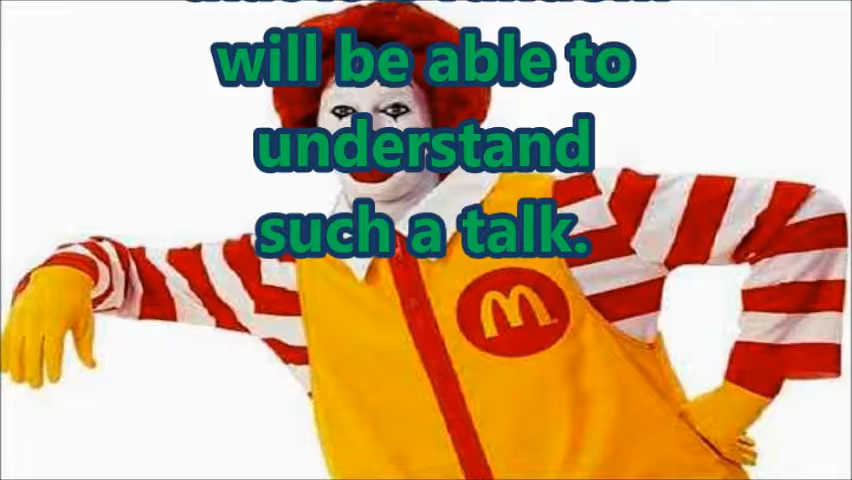 will be able to
understand
such a talk.
M